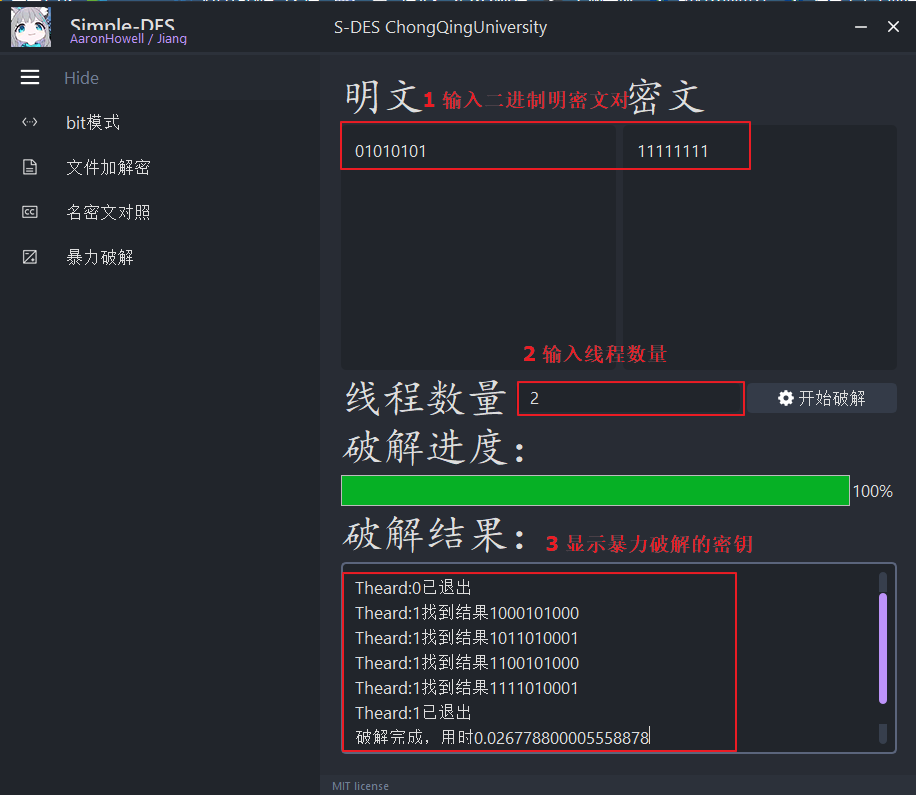 Simple-DES
AaronHowell / Jiang
S-DES ChongQingUniversity
Hide
bit模式
文件加解密
名密文对照
暴力破解
明文
1 输入二进制明密文对
密文
01010101
11111111
2 输入线程数量
线程数量
2
开始破解
破解进度：
100%
破解结果：
3 显示暴力破解的密钥
Theard:0已退出
Theard:1找到结果1000101000
Theard:1找到结果1011010001
Theard:1找到结果1100101000
Theard:1找到结果1111010001
Theard:1已退出
破解完成，用时0.026778800005558878
MIT license